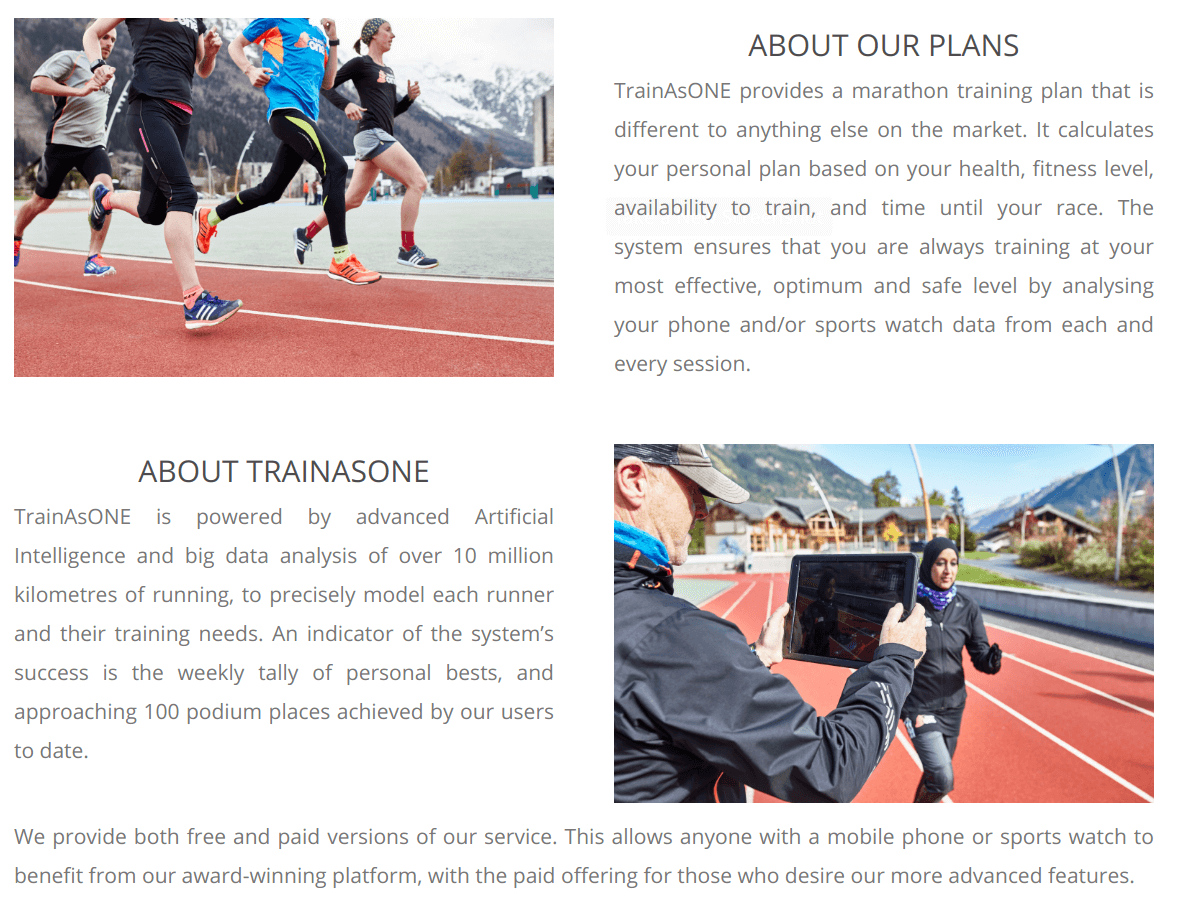 ABOUT OUR PLANS
TrainAsONE provides a marathon training plan that is
different to anything else on the market. It calculates
your personal plan based on your health, fitness level,
availability to train, and time until your race. The
system ensures that you are always training at your
most effective, optimum and safe level by analysing
your phone and/or sports watch data from each and
every session.
ABOUT TRAINASONE
TrainAsONE is powered by advanced Artificial
Intelligence and big data analysis of over 10 million
kilometres of running, to precisely model each runner
and their training needs. An indicator of the system’s
success is the weekly tally of personal bests, and
approaching 100 podium places achieved by our users
to date.
We provide both free and paid versions of our service. This allows anyone with a mobile phone or sports watch to
benefit from our award-winning platform, with the paid offering for those who desire our more advanced features.